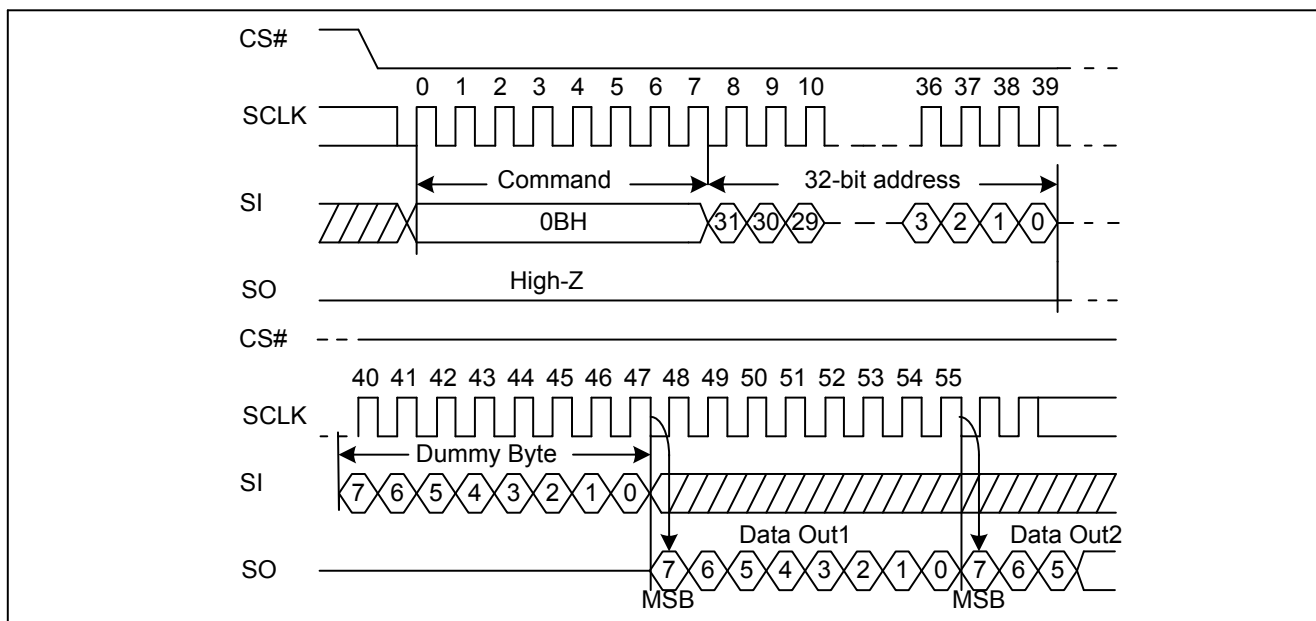 CS#
0 1 2 3 4 5 6 7 8 9 10 36 37 38 39
SCLK
Command 32-bit address
SI
0BH 31 30 29 3 2 1 0
High-Z
SO
CS#
40 41 42 43 44 45 46 47 48 49 50 51 52 53 54 55
SCLK
Dummy Byte
SI
7 6 5 4 3 2 1 0
Data Out1 Data Out2
SO
7 6 5 4 3 2 1 0 7 6 5
MSB MSB